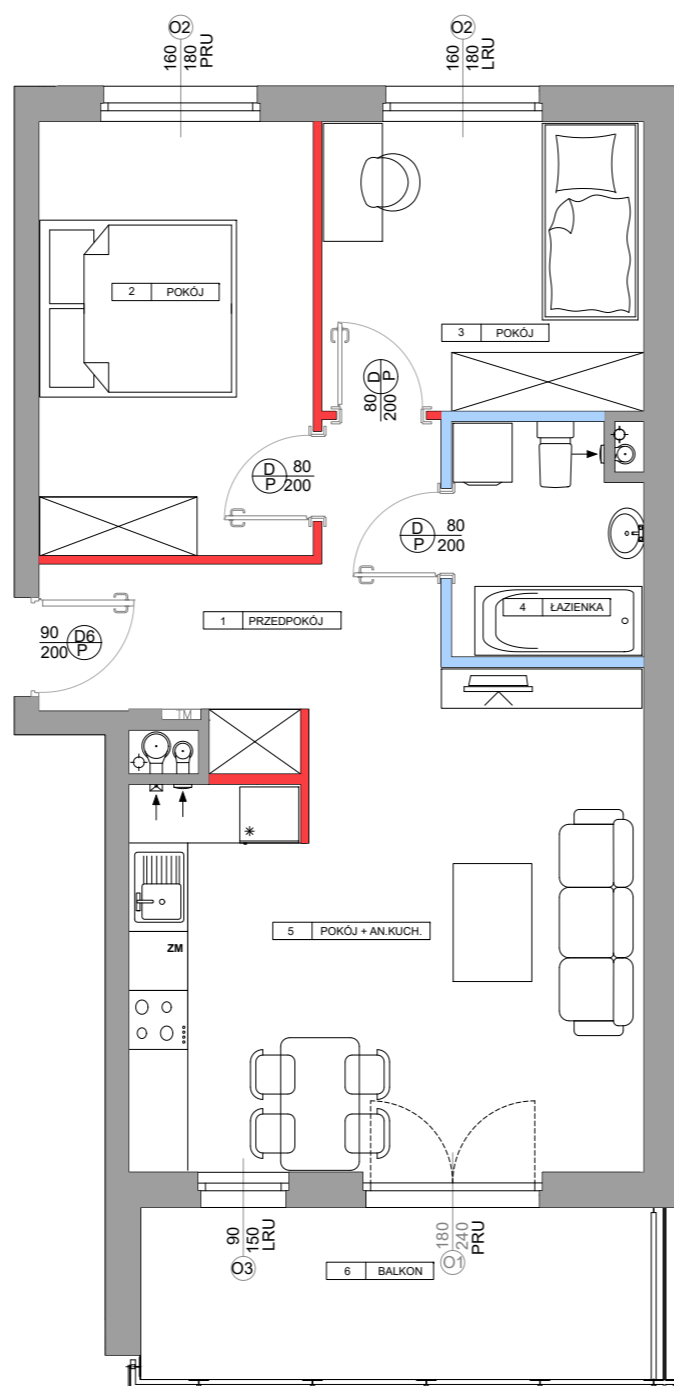 O2
160
180
PRU
O2
160
180
LRU
2 POKÓJ
3 POKÓJ
D
P
80
200
D
P
80
200
D
P
80
200
4 ŁAZIENKA
1 PRZEDPOKÓJ
90
200
D6
P
TM
5 POKÓJ + AN.KUCH.
ZM
90
150
LRU
O3
180
240
PRU
O1
6 BALKON